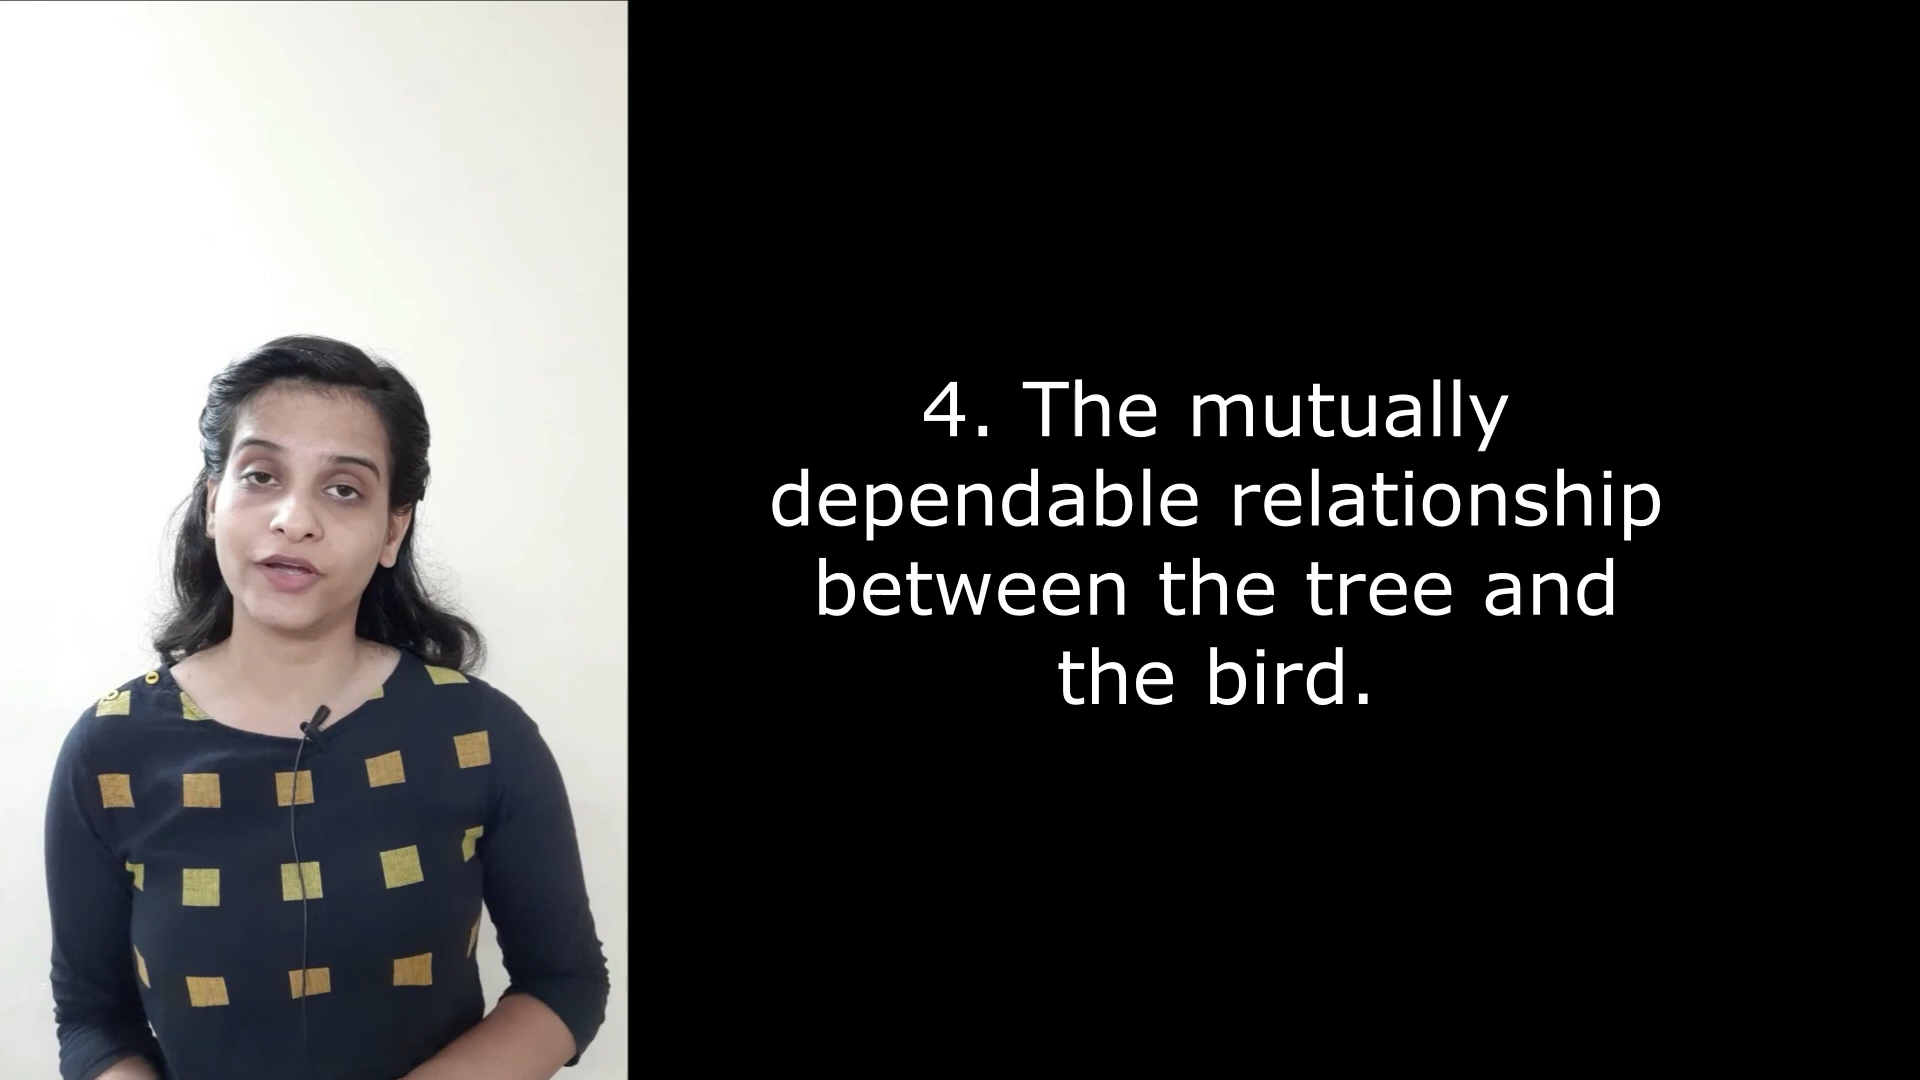 4. The mutually
dependable relationship
between the tree and
the bird.